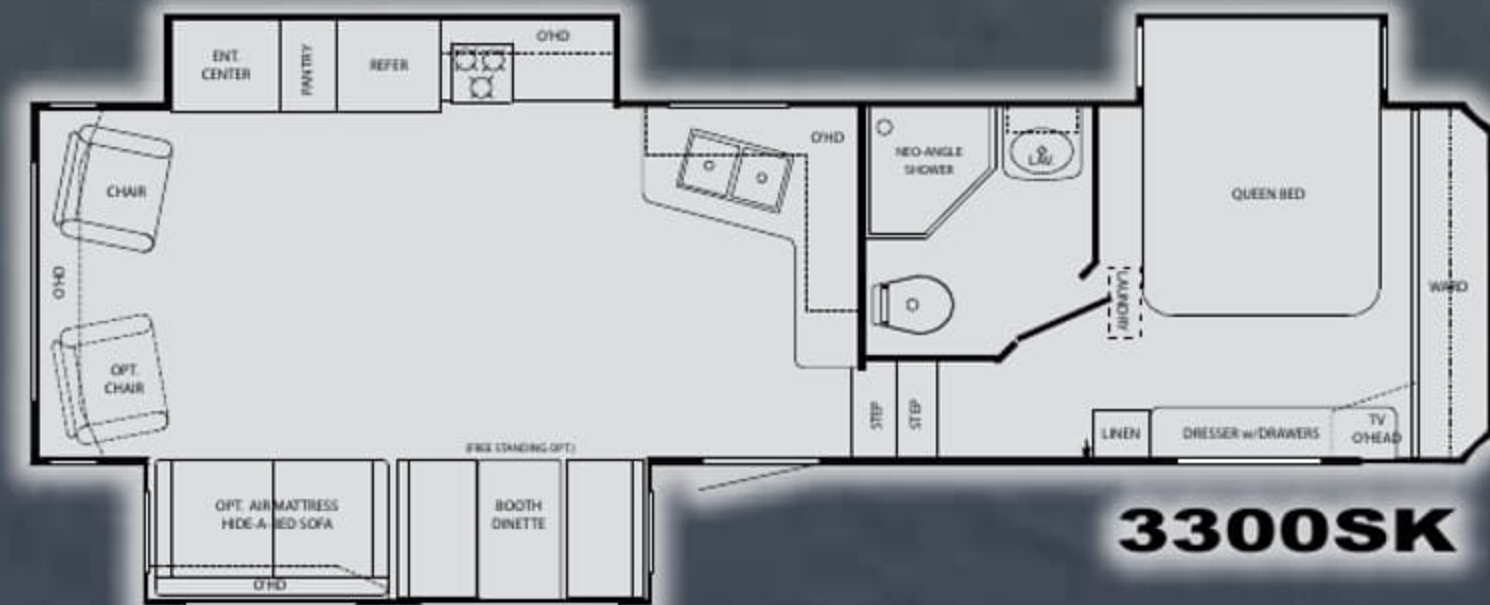 O'HD
ENT.
CENTER
PANTRY
REFER
O'HD
NEO-ANGLE
SHOWER
LAV.
QUEEN BED
CHAIR
O'HD
LAUNDRY
WARD
OPT.
CHAIR
STEP
STEP
LINEN
DRESSER w/DRAWERS
TV
O'HEAD
(FREE STANDING OPT.)
OPT. AIR MATTRESS
HIDE-A-BED SOFA
BOOTH
DINETTE
O'HD
3300SK